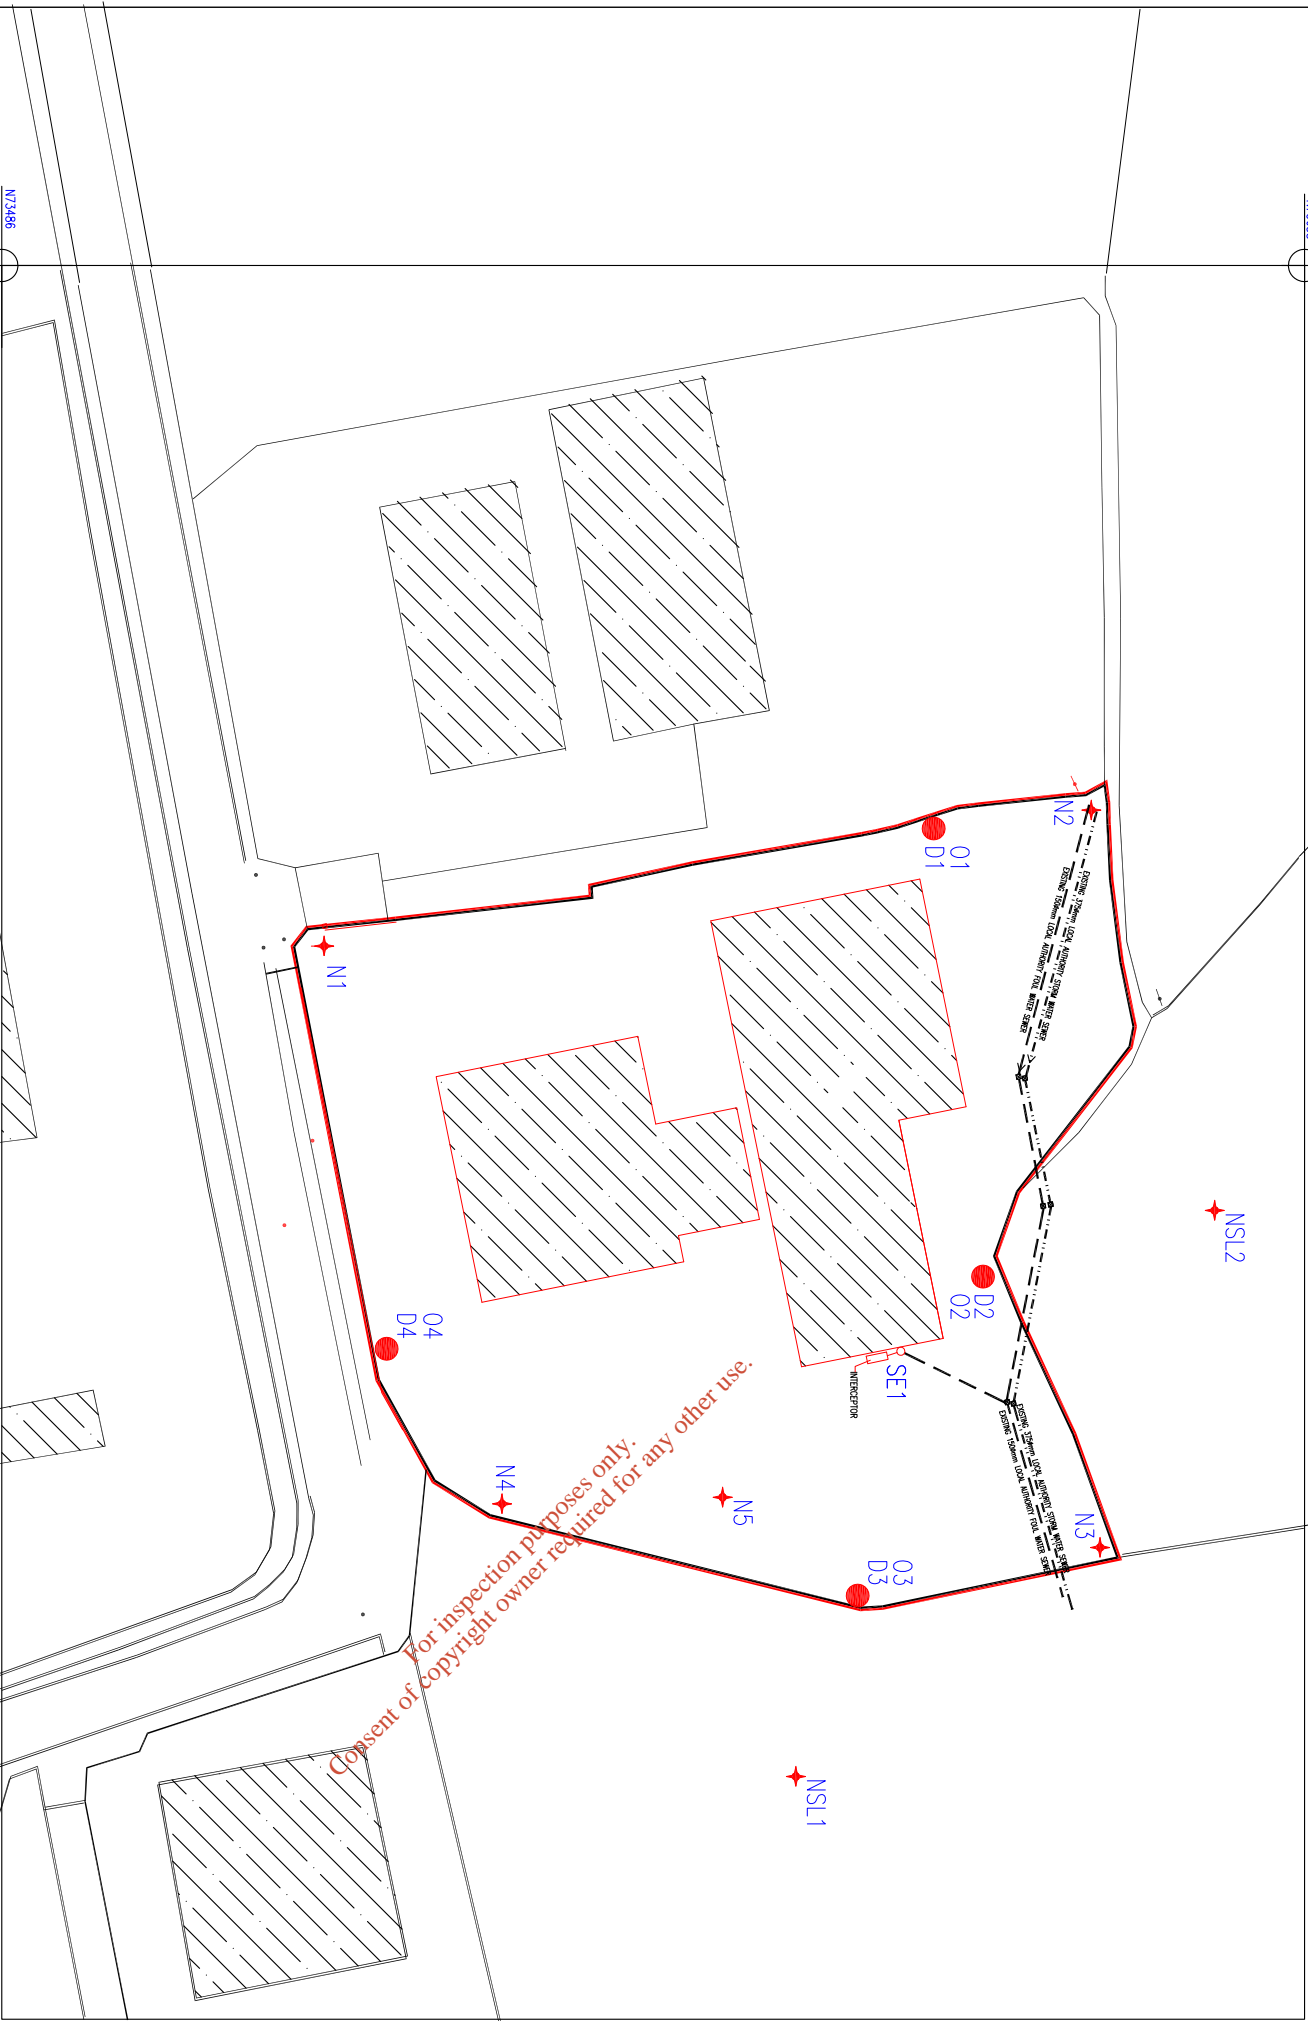 N73486
N2
O1
D1
EXISTING 375mm LOCAL AUTHORITY STORM WATER SEWER
EXISTING 150mm LOCAL AUTHORITY FOUL WATER SEWER
N1
NSL2
D2
O2
O4
D4
SE1
INTERCEPTOR
EXISTING 375mm LOCAL AUTHORITY STORM WATER SEWER
EXISTING 150mm LOCAL AUTHORITY FOUL WATER SEWER
N4
N5
N3
O3
D3
NSL1
For inspection purposes only.
Consent of copyright owner required for any other use.